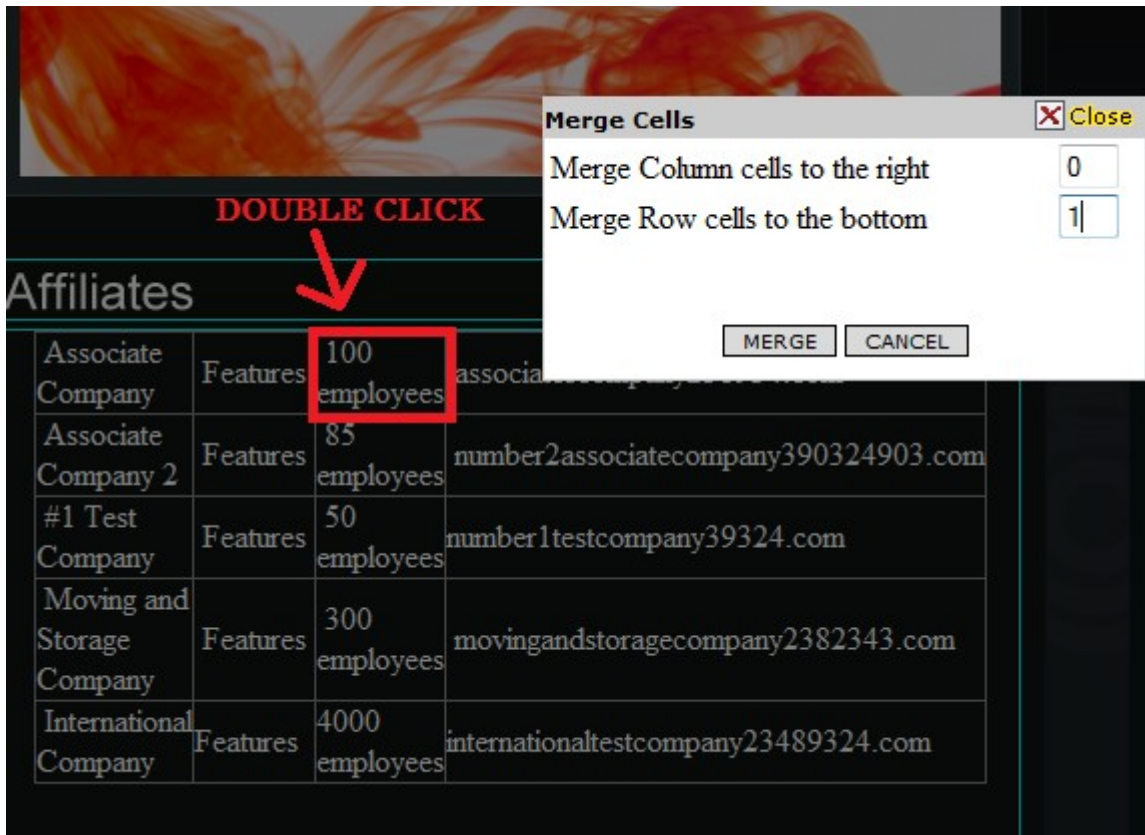 Merge Cells
Close
Merge Column cells to the right
0
Merge Row cells to the bottom
1
MERGE
CANCEL
DOUBLE CLICK
Affiliates
Associate
Company
Features
100
employees
Associate
Company 2
Features
85
employees
number2associatecompany390324903.com
#1 Test
Company
Features
50
employees
number1testcompany39324.com
Moving and
Storage
Company
Features
300
employees
movingandstoragecompany2382343.com
International
Company
Features
4000
employees
internationaltestcompany23489324.com